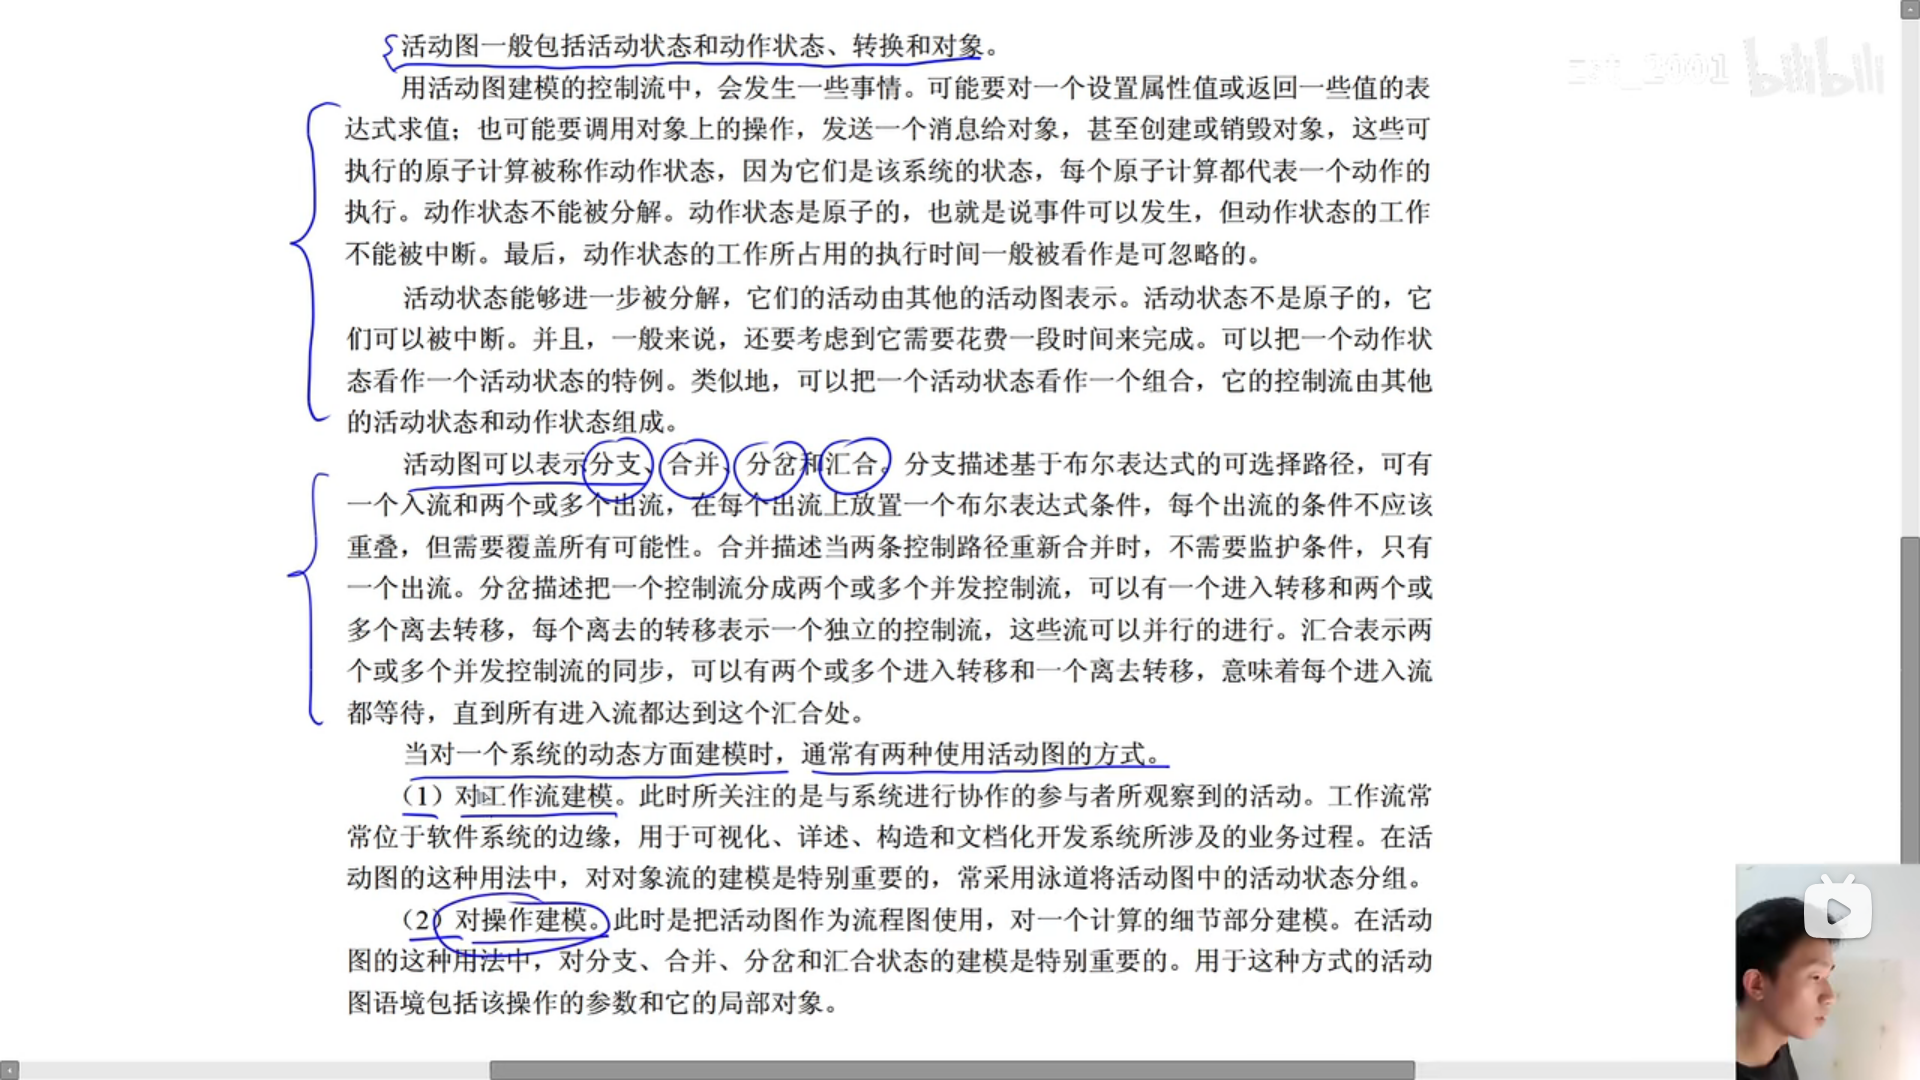 活动图一般包括活动状态和动作状态、转换和对象。
用活动图建模的控制流中，会发生一些事情。可能要对一个设置属性值或返回一些值的表
达式求值；也可能要调用对象上的操作，发送一个消息给对象，甚至创建或销毁对象，这些可
执行的原子计算被称作动作状态，因为它们是该系统的状态，每个原子计算都代表一个动作的
执行。动作状态不能被分解。动作状态是原子的，也就是说事件可以发生，但动作状态的工作
不能被中断。最后，动作状态的工作所占用的执行时间一般被看作是可忽略的。
活动状态能够进一步被分解，它们的活动由其他的活动图表示。活动状态不是原子的，它
们可以被中断。并且，一般来说，还要考虑到它需要花费一段时间来完成。可以把一个动作状
态看作一个活动状态的特例。类似地，可以把一个活动状态看作一个组合，它的控制流由其他
的活动状态和动作状态组成。
活动图可以表示分支、合并、分岔和汇合。分支描述基于布尔表达式的可选择路径，可有
一个入流和两个或多个出流，在每个出流上放置一个布尔表达式条件，每个出流的条件不应该
重叠，但需要覆盖所有可能性。合并描述当两条控制路径重新合并时，不需要监护条件，只有
一个出流。分岔描述把一个控制流分成两个或多个并发控制流，可以有一个进入转移和两个或
多个离去转移，每个离去的转移表示一个独立的控制流，这些流可以并行的进行。汇合表示两
个或多个并发控制流的同步，可以有两个或多个进入转移和一个离去转移，意味着每个进入流
都等待，直到所有进入流都达到这个汇合处。
当对一个系统的动态方面建模时，通常有两种使用活动图的方式。
（1）对工作流建模。此时所关注的是与系统进行协作的参与者所观察到的活动。工作流常
常位于软件系统的边缘，用于可视化、详述、构造和文档化开发系统所涉及的业务过程。在活
动图的这种用法中，对对象流的建模是特别重要的，常采用泳道将活动图中的活动状态分组。
（2）对操作建模。此时是把活动图作为流程图使用，对一个计算的细节部分建模。在活动
图的这种用法中，对分支、合并、分岔和汇合状态的建模是特别重要的。用于这种方式的活动
图语境包括该操作的参数和它的局部对象。
bilibili